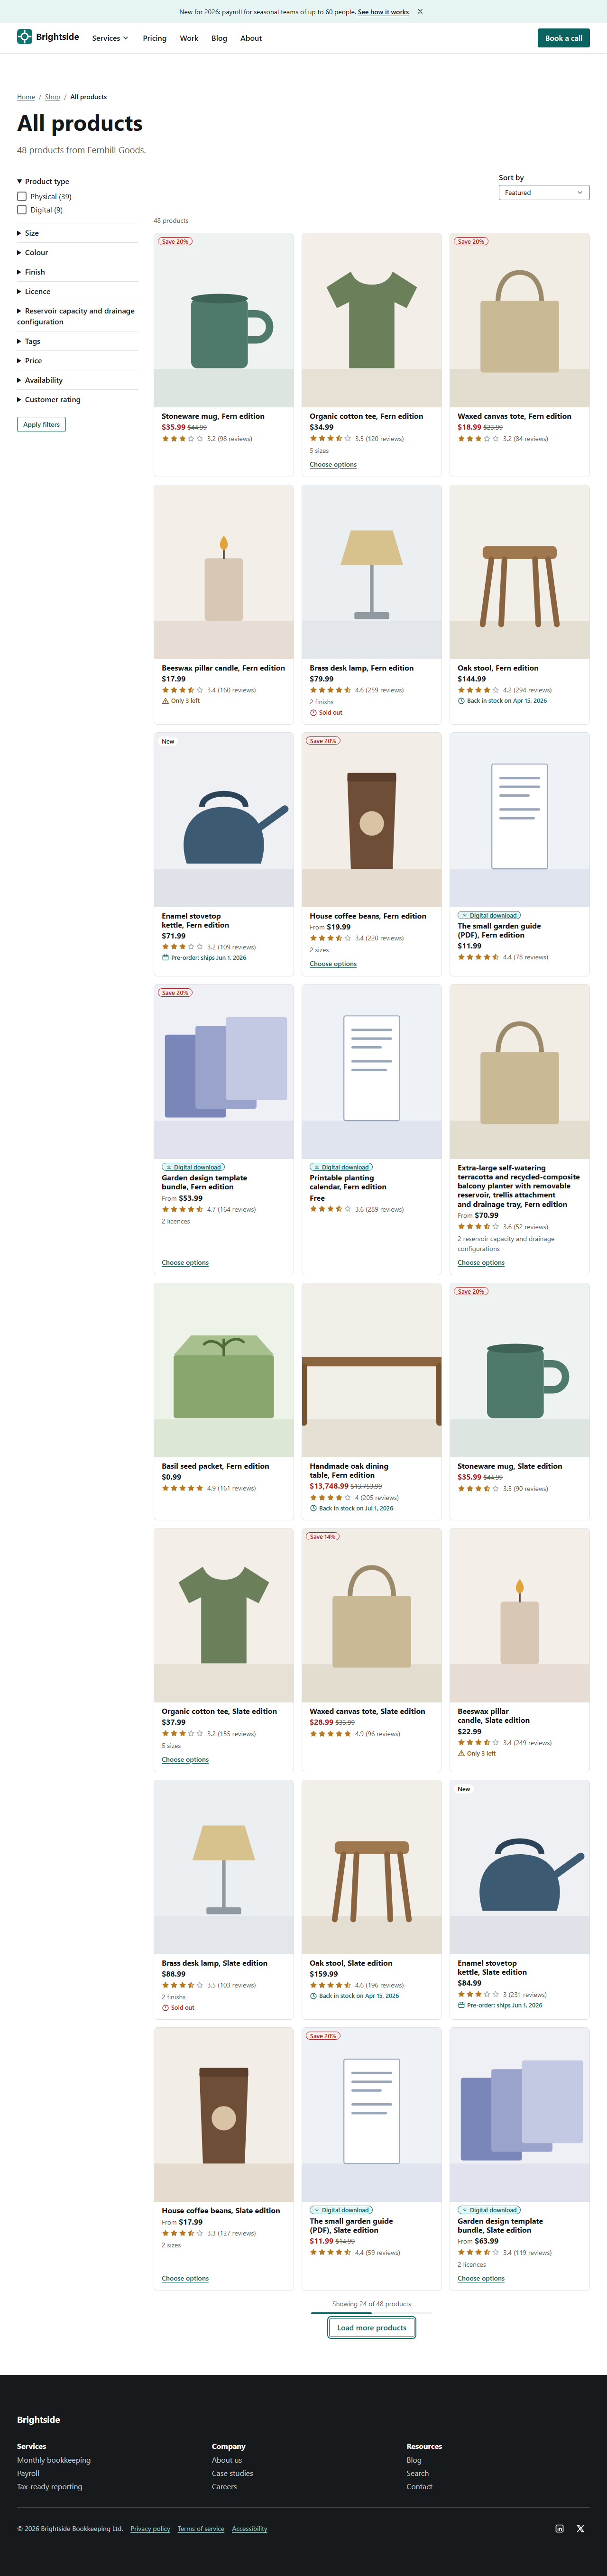 New for 2026: payroll for seasonal teams of up to 60 people. See how it works
Brightside
Services
Pricing
Work
Blog
About
Book a call
Home / Shop / All products
All products
48 products from Fernhill Goods.
Product type
Physical (39)
Digital (9)
Size
Colour
Finish
Licence
Reservoir capacity and drainage
configuration
Tags
Price
Availability
Customer rating
Apply filters
Sort by
Featured
48 products
Save 20%
Stoneware mug, Fern edition
$35.99 $44.99
3.2 (98 reviews)
Organic cotton tee, Fern edition
$34.99
3.5 (120 reviews)
5 sizes
Choose options
Save 20%
Waxed canvas tote, Fern edition
$18.99 $23.99
3.2 (84 reviews)
Beeswax pillar candle, Fern edition
$17.99
3.4 (160 reviews)
Only 3 left
Brass desk lamp, Fern edition
$79.99
4.6 (259 reviews)
2 finishs
Sold out
Oak stool, Fern edition
$144.99
4.2 (294 reviews)
Back in stock on Apr 15, 2026
New
Enamel stovetop
kettle, Fern edition
$71.99
3.2 (109 reviews)
Pre-order: ships Jun 1, 2026
Save 20%
House coffee beans, Fern edition
From $19.99
3.4 (220 reviews)
2 sizes
Choose options
Digital download
The small garden guide
(PDF), Fern edition
$11.99
4.4 (78 reviews)
Save 20%
Digital download
Garden design template
bundle, Fern edition
From $53.99
4.7 (164 reviews)
2 licences
Choose options
Digital download
Printable planting
calendar, Fern edition
Free
3.6 (289 reviews)
Extra-large self-watering
terracotta and recycled-composite
balcony planter with removable
reservoir, trellis attachment
and drainage tray, Fern edition
From $70.99
3.6 (52 reviews)
2 reservoir capacity and drainage
configurations
Choose options
Basil seed packet, Fern edition
$0.99
4.9 (161 reviews)
Handmade oak dining
table, Fern edition
$13,748.99 $13,753.99
4 (205 reviews)
Back in stock on Jul 1, 2026
Save 20%
Stoneware mug, Slate edition
$35.99 $44.99
3.5 (90 reviews)
Organic cotton tee, Slate edition
$37.99
3.2 (155 reviews)
5 sizes
Choose options
Save 14%
Waxed canvas tote, Slate edition
$28.99 $33.99
4.9 (96 reviews)
Beeswax pillar
candle, Slate edition
$22.99
3.4 (249 reviews)
Only 3 left
Brass desk lamp, Slate edition
$88.99
3.5 (103 reviews)
2 finishs
Sold out
Oak stool, Slate edition
$159.99
4.6 (196 reviews)
Back in stock on Apr 15, 2026
New
Enamel stovetop
kettle, Slate edition
$84.99
3 (231 reviews)
Pre-order: ships Jun 1, 2026
House coffee beans, Slate edition
From $17.99
3.3 (127 reviews)
2 sizes
Choose options
Save 20%
Digital download
The small garden guide
(PDF), Slate edition
$11.99 $14.99
4.4 (59 reviews)
Digital download
Garden design template
bundle, Slate edition
From $63.99
3.4 (119 reviews)
2 licences
Choose options
Showing 24 of 48 products
Load more products
Brightside
Services
Monthly bookkeeping
Payroll
Tax-ready reporting
Company
About us
Case studies
Careers
Resources
Blog
Search
Contact
© 2026 Brightside Bookkeeping Ltd. Privacy policy Terms of service Accessibility